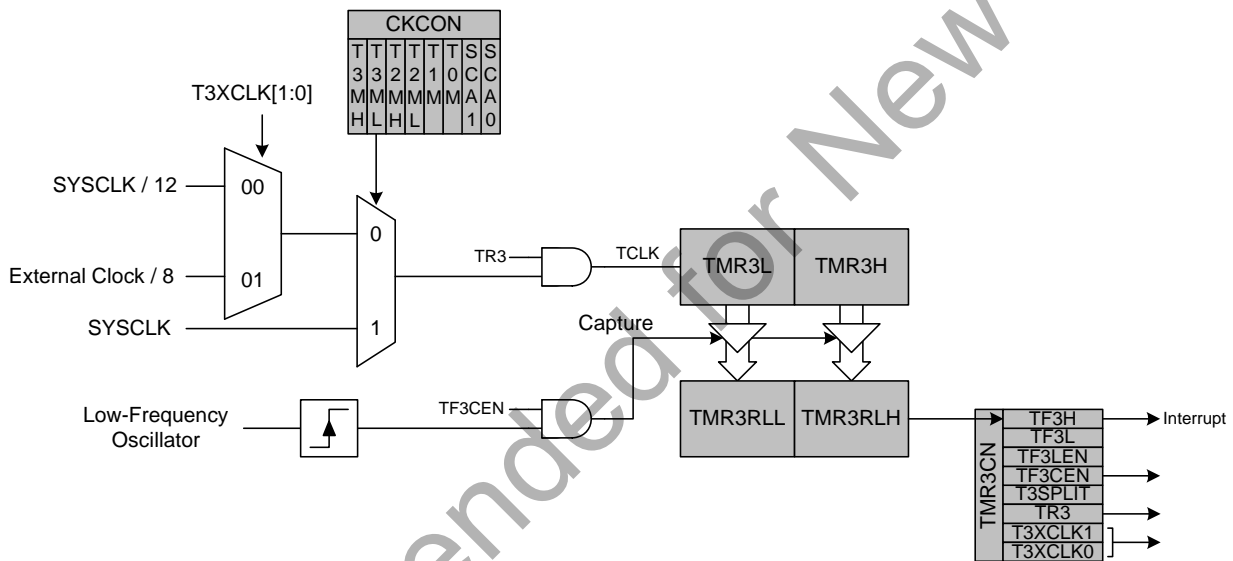 CKCON
T3MH T3ML T2MH T2ML T1M T0M SCA1 SCA0
T3XCLK[1:0]
SYSCLK / 12
00
External Clock / 8
01
0
SYSCLK
1
TR3
TCLK
TMR3L
TMR3H
Capture
Low-Frequency
Oscillator
TF3CEN
TMR3RLL
TMR3RLH
TMR3CN
TF3H
Interrupt
TF3L
TF3LEN
TF3CEN
T3SPLIT
TR3
T3XCLK1
T3XCLK0
ended for New